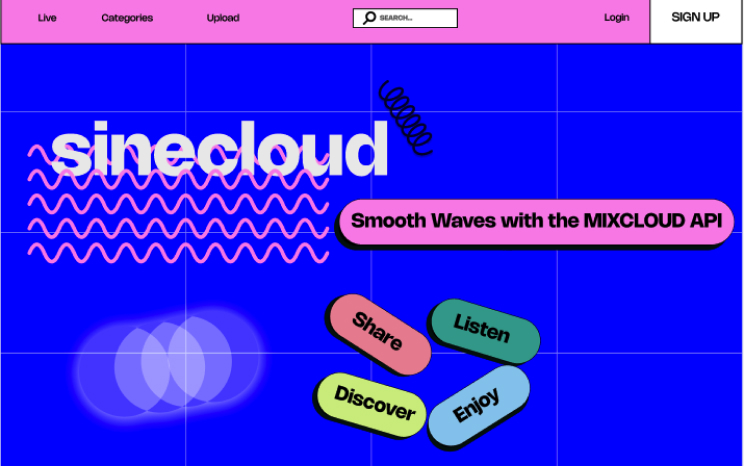 Live
Categories
Upload
SEARCH...
Login
SIGN UP
sinecloud
Smooth Waves with the MIXCLOUD API
Share
Listen
Discover
Enjoy